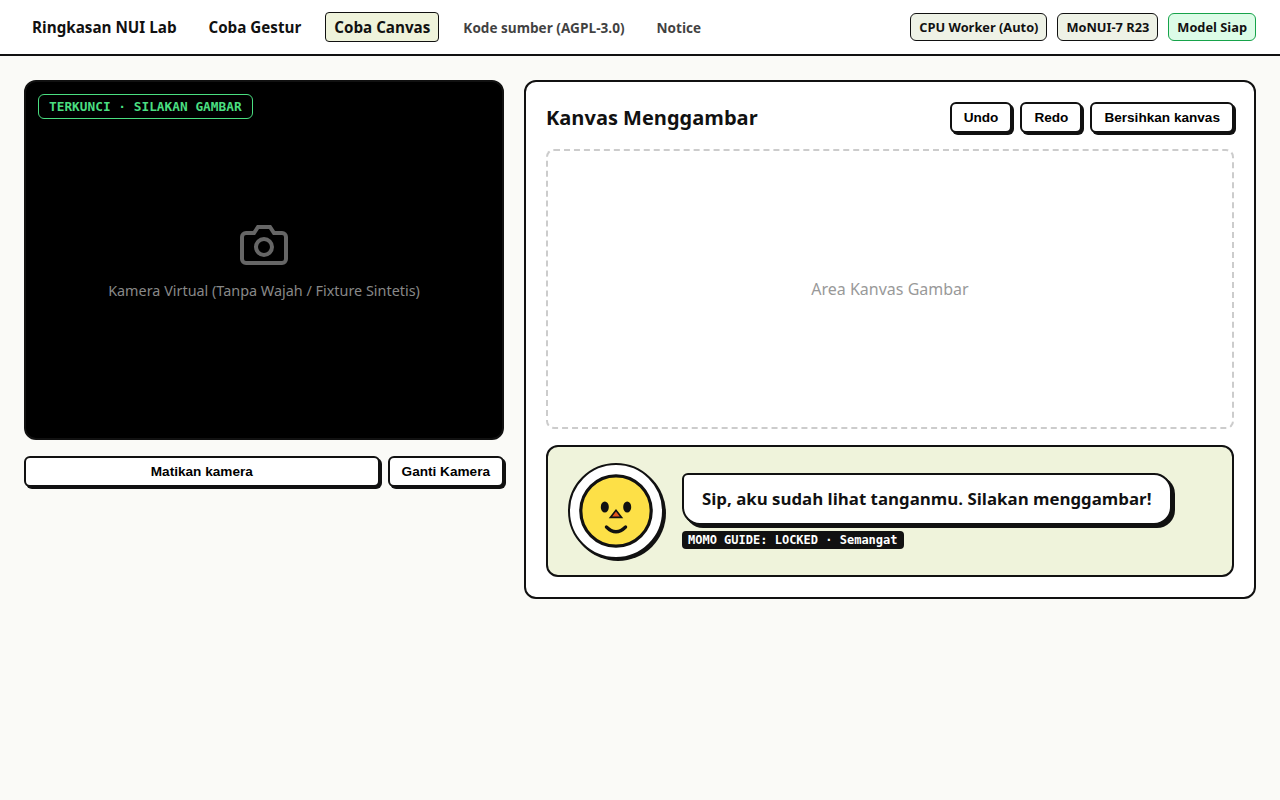 Ringkasan NUI Lab
Coba Gestur
Coba Canvas
Kode sumber (AGPL-3.0)
Notice
CPU Worker (Auto)
MoNUI-7 R23
Model Siap
TERKUNCI · SILAKAN GAMBAR
Kamera Virtual (Tanpa Wajah / Fixture Sintetis)
Matikan kamera
Ganti Kamera
Kanvas Menggambar
Undo
Redo
Bersihkan kanvas
Area Kanvas Gambar
Sip, aku sudah lihat tanganmu. Silakan menggambar!
MOMO GUIDE: LOCKED · Semangat